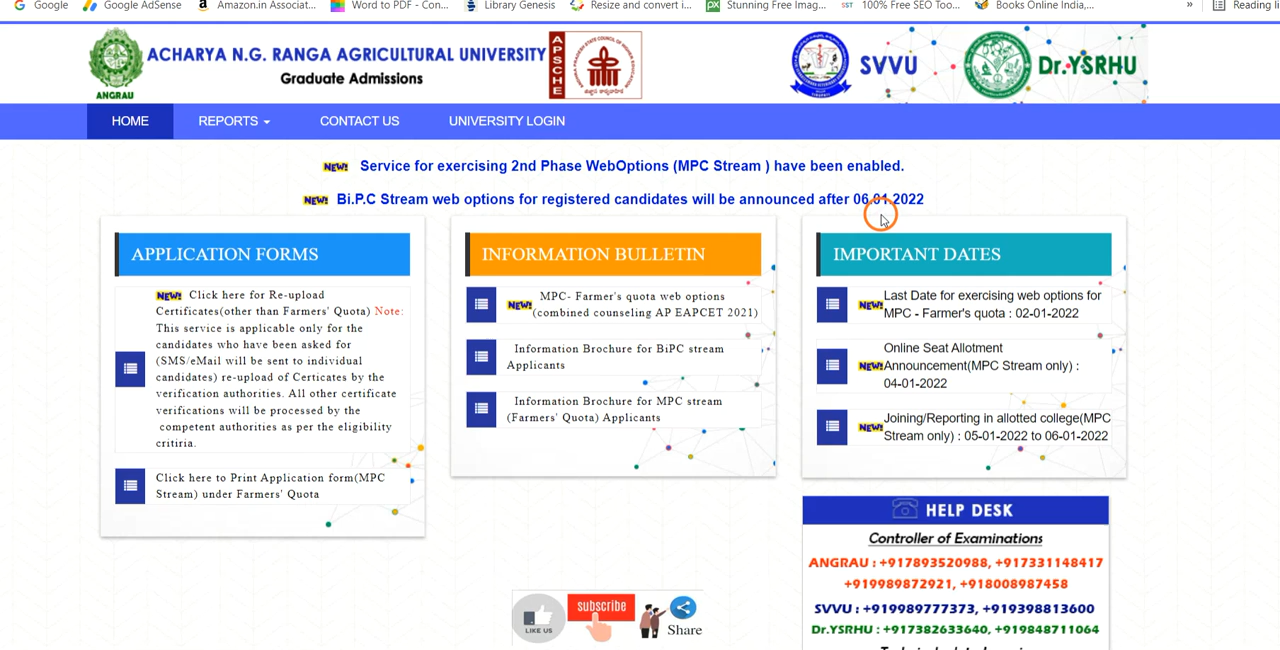 Google
Google AdSense
Amazon.in Associat...
Word to PDF - Con...
Library Genesis
Resize and convert i...
Stunning Free Imag...
100% Free SEO Too...
Books Online India,...
»
Reading li
ANGRAU
ACHARYA N.G. RANGA AGRICULTURAL UNIVERSITY
Graduate Admissions
APSCHE
SVVU
Dr.YSRHU
HOME
REPORTS
CONTACT US
UNIVERSITY LOGIN
NEW! Service for exercising 2nd Phase WebOptions (MPC Stream ) have been enabled.
NEW! Bi.P.C Stream web options for registered candidates will be announced after 06.01.2022
APPLICATION FORMS
NEW! Click here for Re-upload
Certificates(other than Farmers' Quota) Note:
This service is applicable only for the
candidates who have been asked for
(SMS/eMail will be sent to individual
candidates) re-upload of Certicates by the
verification authorities. All other certificate
verifications will be processed by the
competent authorities as per the eligibility
critiria.
Click here to Print Application form(MPC
Stream) under Farmers' Quota
INFORMATION BULLETIN
NEW! MPC- Farmer's quota web options
(combined counseling AP EAPCET 2021)
Information Brochure for BiPC stream
Applicants
Information Brochure for MPC stream
(Farmers' Quota) Applicants
IMPORTANT DATES
NEW! Last Date for exercising web options for
MPC - Farmer's quota : 02-01-2022
Online Seat Allotment
NEW! Announcement(MPC Stream only) :
04-01-2022
Joining/Reporting in allotted college(MPC
NEW! Stream only) : 05-01-2022 to 06-01-2022
HELP DESK
Controller of Examinations
ANGRAU : +917893520988, +917331148417
+919989872921, +918008987458
SVVU : +919989777373, +919398813600
Dr.YSRHU : +917382633640, +919848711064
LIKE US
subscribe
Share